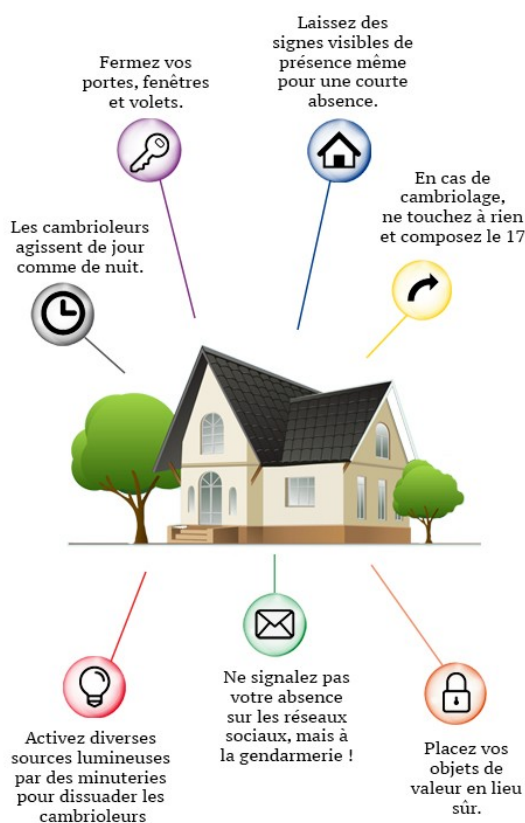 Laissez des
signes visibles de
présence même
pour une courte
absence.
Fermez vos
portes, fenêtres
et volets.
En cas de
cambriolage,
ne touchez à rien
et composez le 17
Les cambrioleurs
agissent de jour
comme de nuit.
Ne signalez pas
votre absence
sur les réseaux
sociaux, mais à
la gendarmerie !
Activez diverses
sources lumineuses
par des minuteries
pour dissuader les
cambrioleurs
Placez vos
objets de
valeur en lieu
sûr.